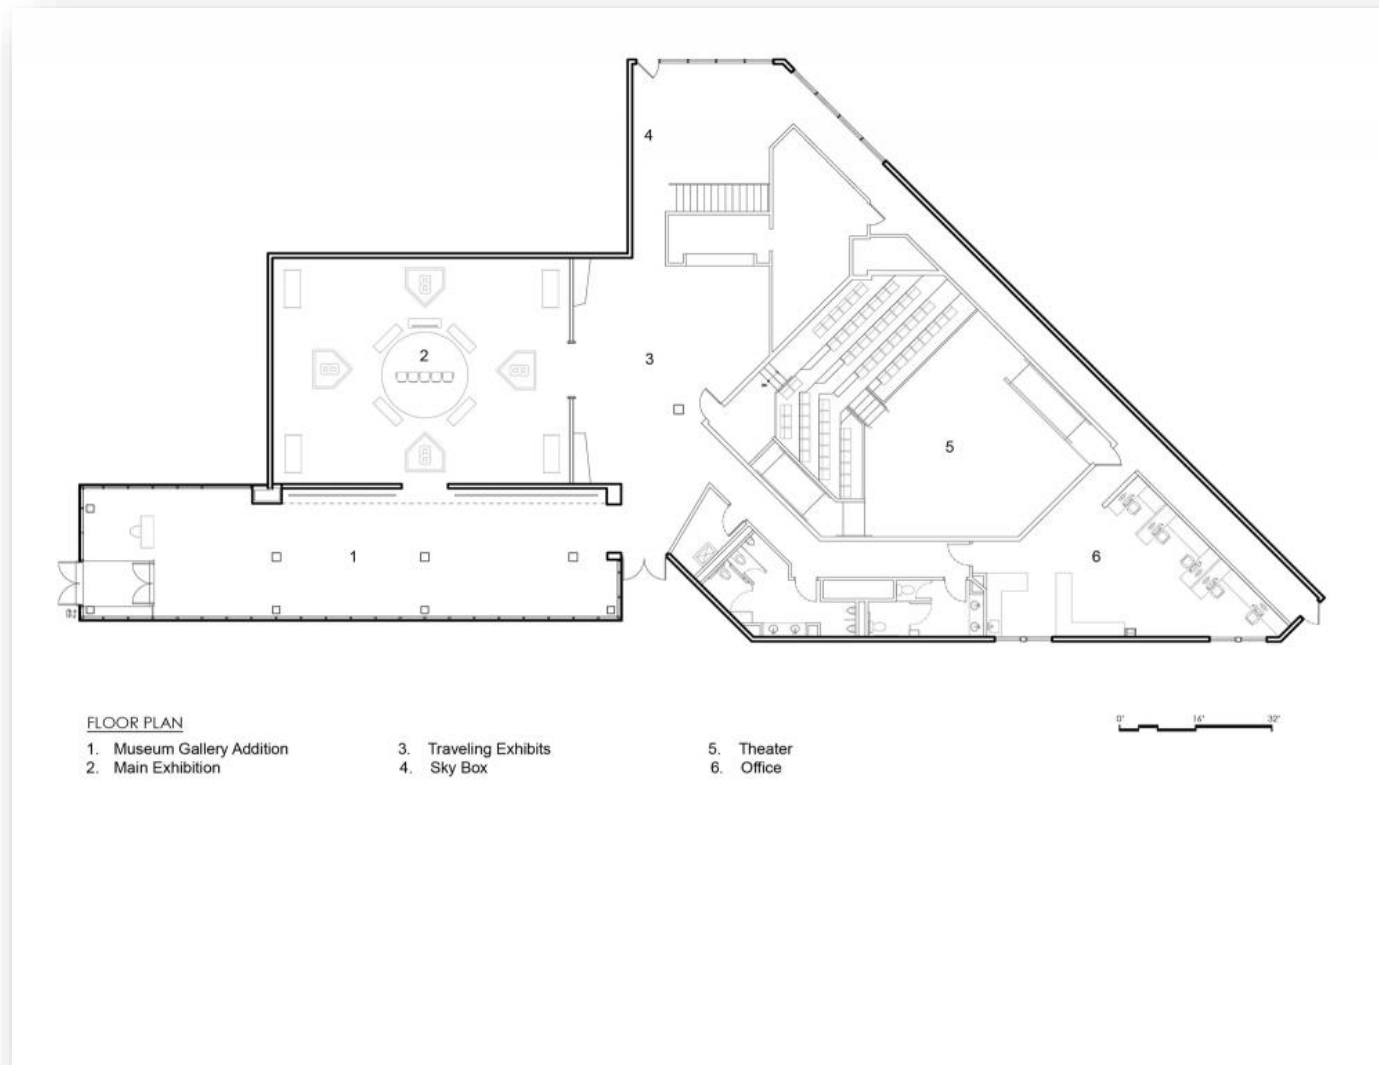 4
2
3
5
1
6
FLOOR PLAN
0' 16' 32'
1. Museum Gallery Addition 3. Traveling Exhibits 5. Theater
2. Main Exhibition 4. Sky Box 6. Office